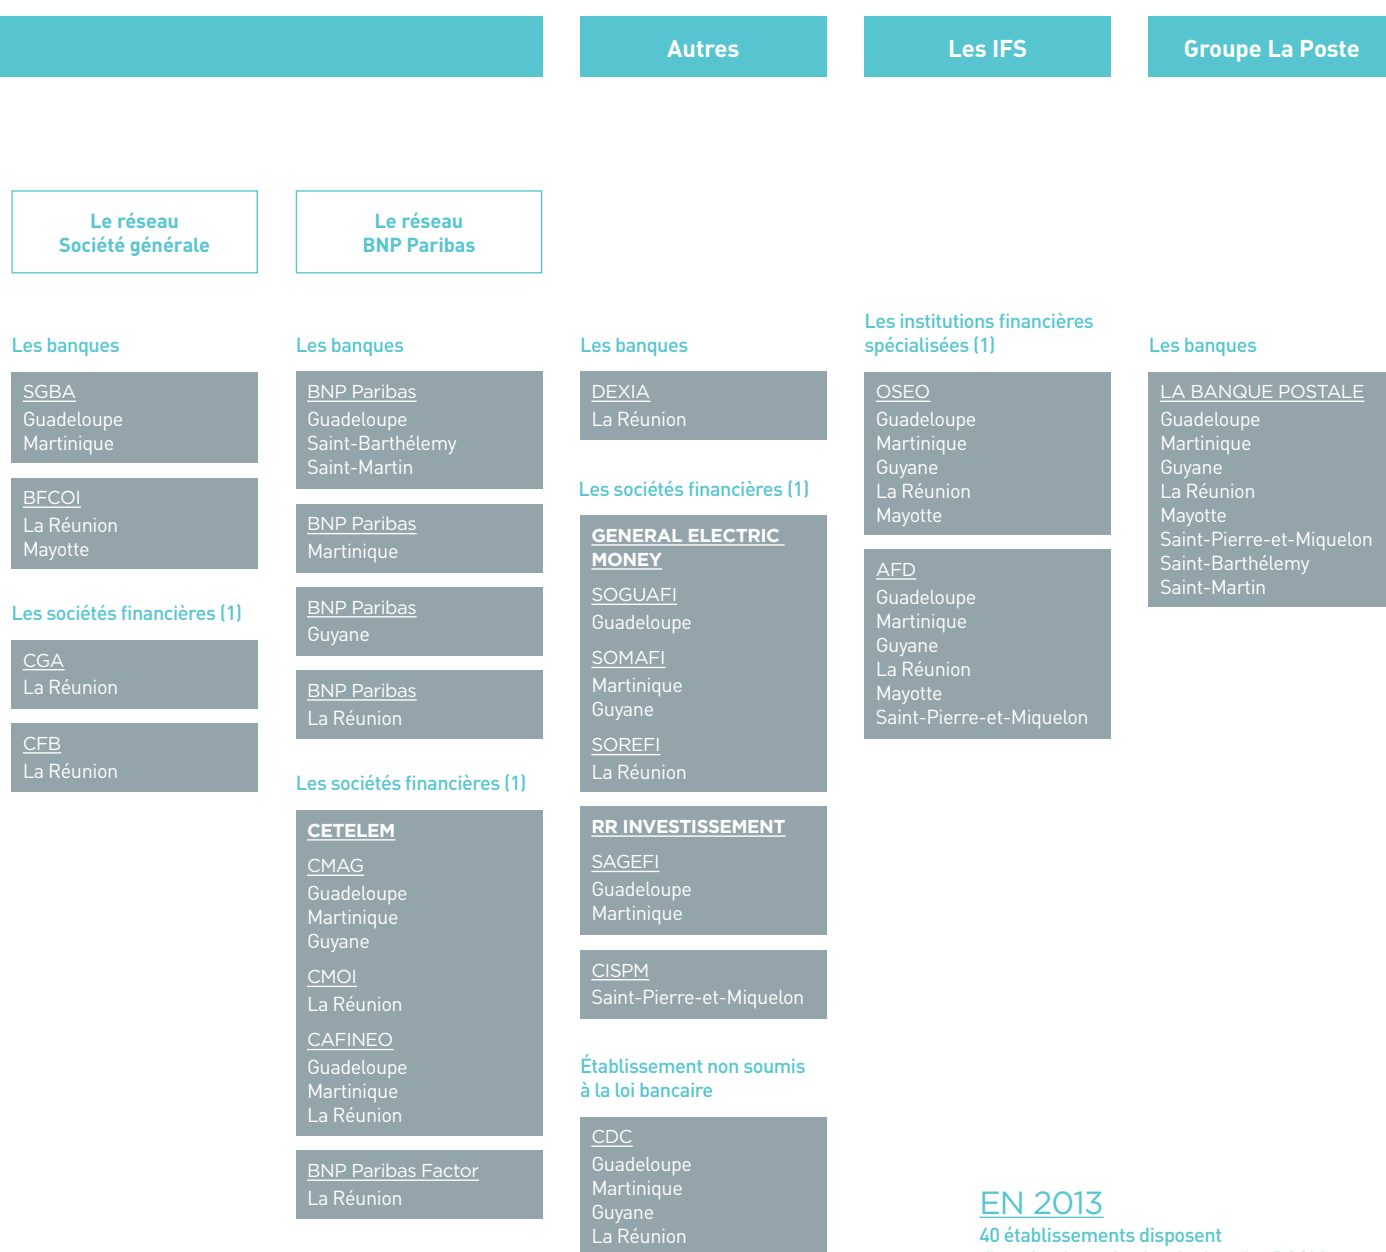 Autres
Les IFS
Groupe La Poste
Le réseau
Société générale
Les banques
SGBA
Guadeloupe
Martinique
BFCOI
La Réunion
Mayotte
Les sociétés financières (1)
CGA
La Réunion
CFB
La Réunion
Le réseau
BNP Paribas
Les banques
BNP Paribas
Guadeloupe
Saint-Barthélemy
Saint-Martin
BNP Paribas
Martinique
BNP Paribas
Guyane
BNP Paribas
La Réunion
Les sociétés financières (1)
CETELEM
CMAG
Guadeloupe
Martinique
Guyane
CMOI
La Réunion
CAFINEO
Guadeloupe
Martinique
La Réunion
BNP Paribas Factor
La Réunion
Les banques
DEXIA
La Réunion
Les sociétés financières (1)
GENERAL ELECTRIC
MONEY
SOGUAFI
Guadeloupe
SOMAFI
Martinique
Guyane
SOREFI
La Réunion
RR INVESTISSEMENT
SAGEFI
Guadeloupe
Martinique
CISPM
Saint-Pierre-et-Miquelon
Établissement non soumis
à la loi bancaire
CDC
Guadeloupe
Martinique
Guyane
La Réunion
Les institutions financières
spécialisées (1)
OSEO
Guadeloupe
Martinique
Guyane
La Réunion
Mayotte
AFD
Guadeloupe
Martinique
Guyane
La Réunion
Mayotte
Saint-Pierre-et-Miquelon
Les banques
LA BANQUE POSTALE
Guadeloupe
Martinique
Guyane
La Réunion
Mayotte
Saint-Pierre-et-Miquelon
Saint-Barthélemy
Saint-Martin
EN 2013
40 établissements disposent